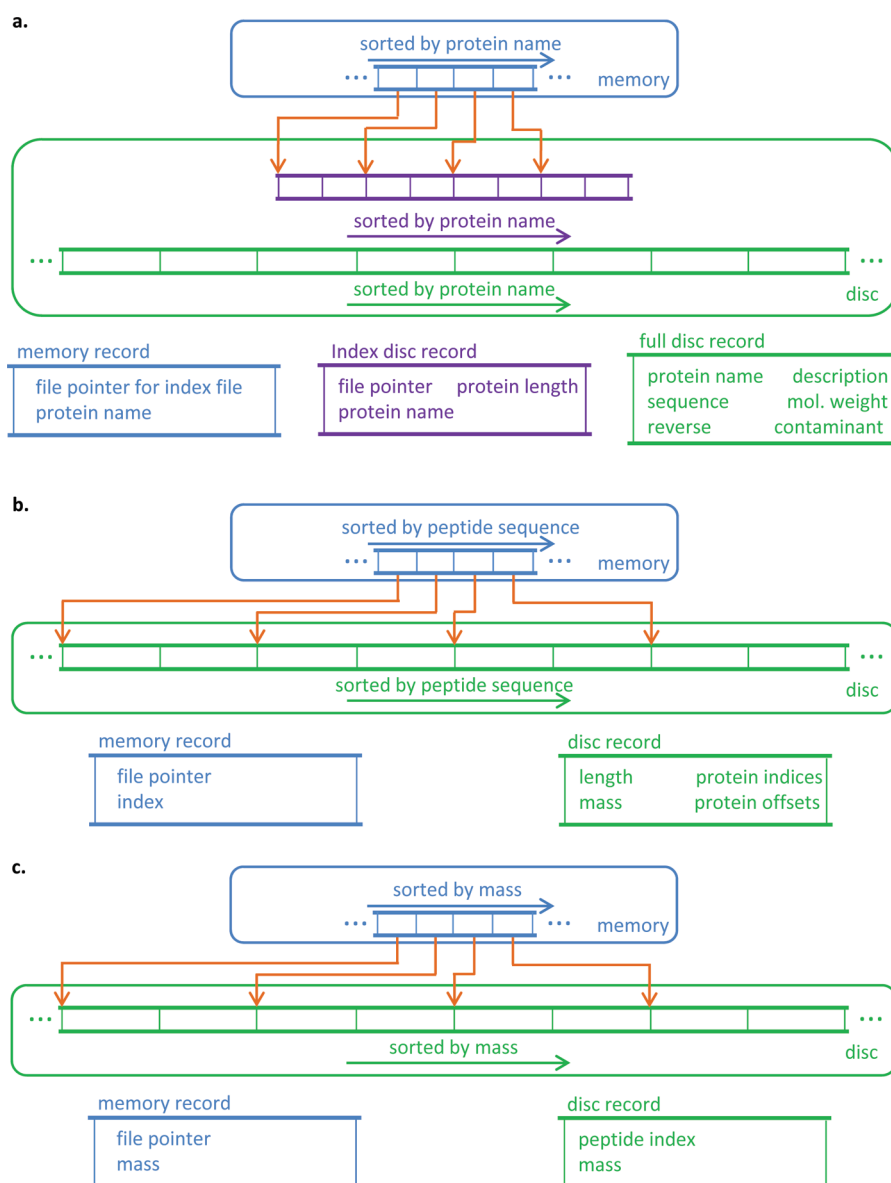 a.
sorted by protein name
... ...
memory
sorted by protein name
... ...
sorted by protein name
disc
memory record
file pointer for index file
protein name
Index disc record
file pointer protein length
protein name
full disc record
protein name description
sequence mol. weight
reverse contaminant
b.
sorted by peptide sequence
... ...
memory
... ...
sorted by peptide sequence
disc
memory record
file pointer
index
disc record
length protein indices
mass protein offsets
c.
sorted by mass
... ...
memory
... ...
sorted by mass
disc
memory record
file pointer
mass
disc record
peptide index
mass